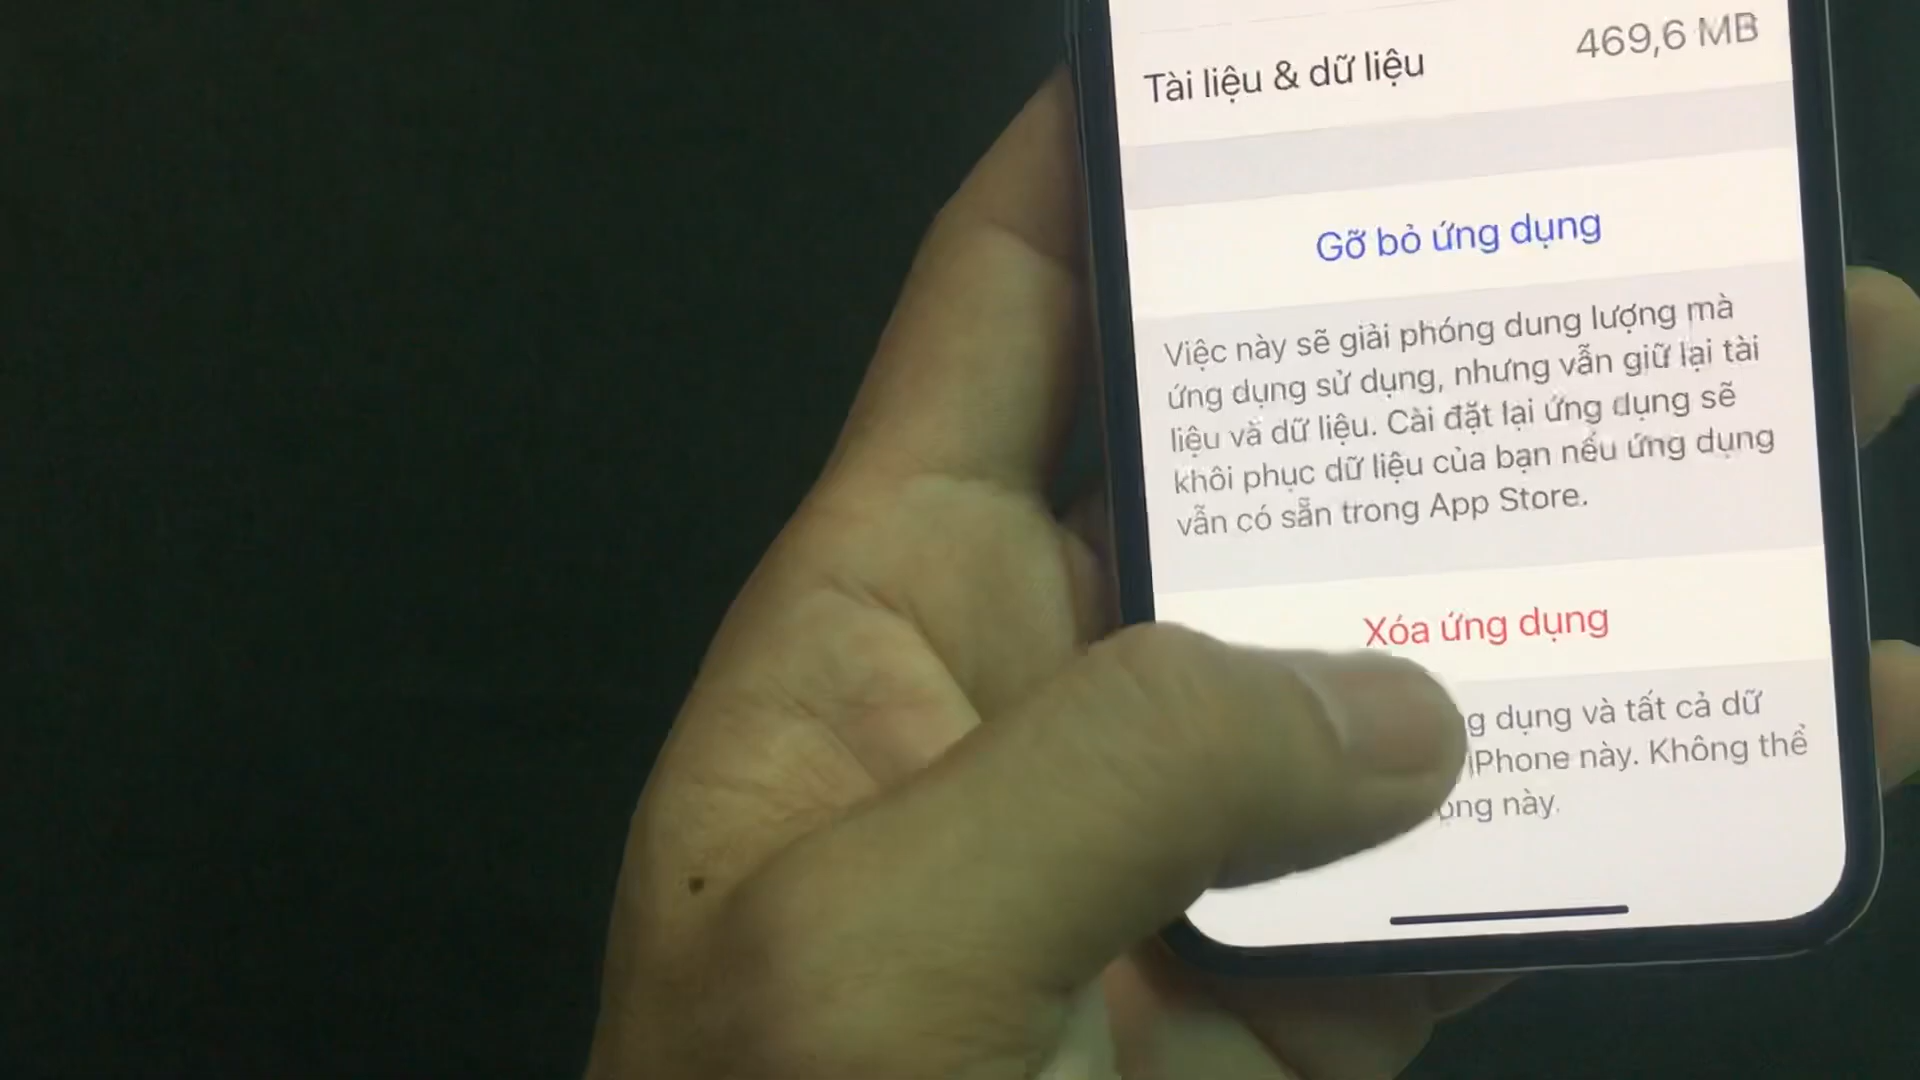 Tài liệu & dữ liệu 469,6 MB
Gỡ bỏ ứng dụng
Việc này sẽ giải phóng dung lượng mà
ứng dụng sử dụng, nhưng vẫn giữ lại tài
liệu và dữ liệu. Cài đặt lại ứng dụng sẽ
khôi phục dữ liệu của bạn nếu ứng dụng
vẫn có sẵn trong App Store.
Xóa ứng dụng
dụng và tất cả dữ
iPhone này. Không thể
này.